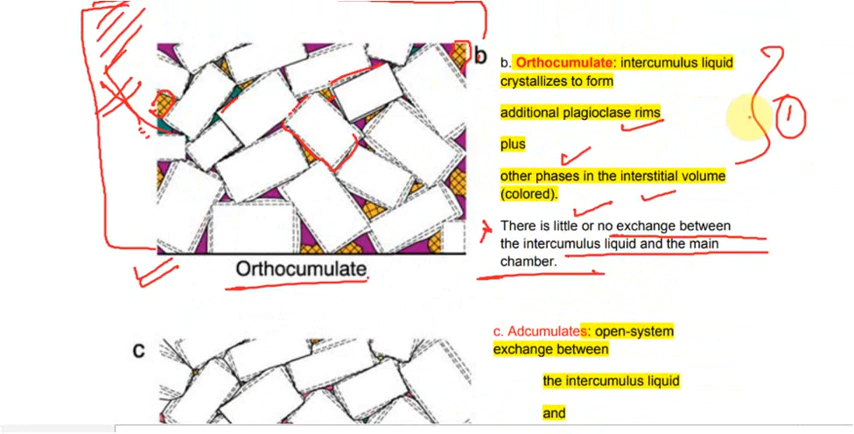 b
b. Orthocumulate: intercumulus liquid
crystallizes to form
additional plagioclase rims
plus
other phases in the interstitial volume
(colored).
There is little or no exchange between
the intercumulus liquid and the main
chamber.
1
Orthocumulate
c
c. Adcumulates: open-system
exchange between
the intercumulus liquid
and